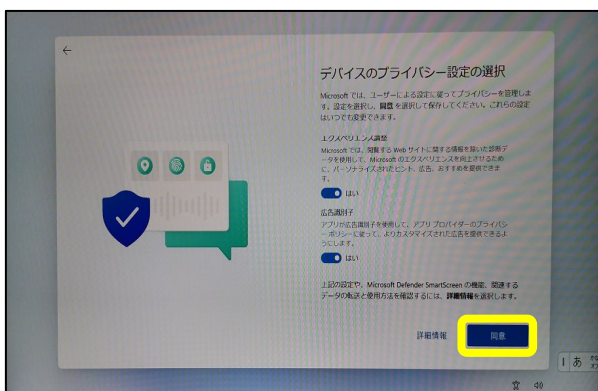 デバイスのプライバシー設定の選択
Microsoft では、ユーザーによる設定に従ってプライバシーを管理しま
す。設定を選択し、同意 を選択して保存してください。これらの設定
はいつでも変更できます。
エクスペリエンス調整
Microsoft では、閲覧する Web サイトに関する情報を除いた診断デ
ータを使用して、Microsoft のエクスペリエンスを向上させるため
に、パーソナライズされたヒント、広告、おすすめを提供できま
す。
はい
広告識別子
アプリが広告識別子を使用して、アプリ プロバイダーのプライバシ
ー ポリシーに従って、よりカスタマイズされた広告を提供できるよ
うにします。
はい
上記の設定や、Microsoft Defender SmartScreen の機能、関連する
データの転送と使用方法を確認するには、詳細情報を選択します。
詳細情報 同意
あ